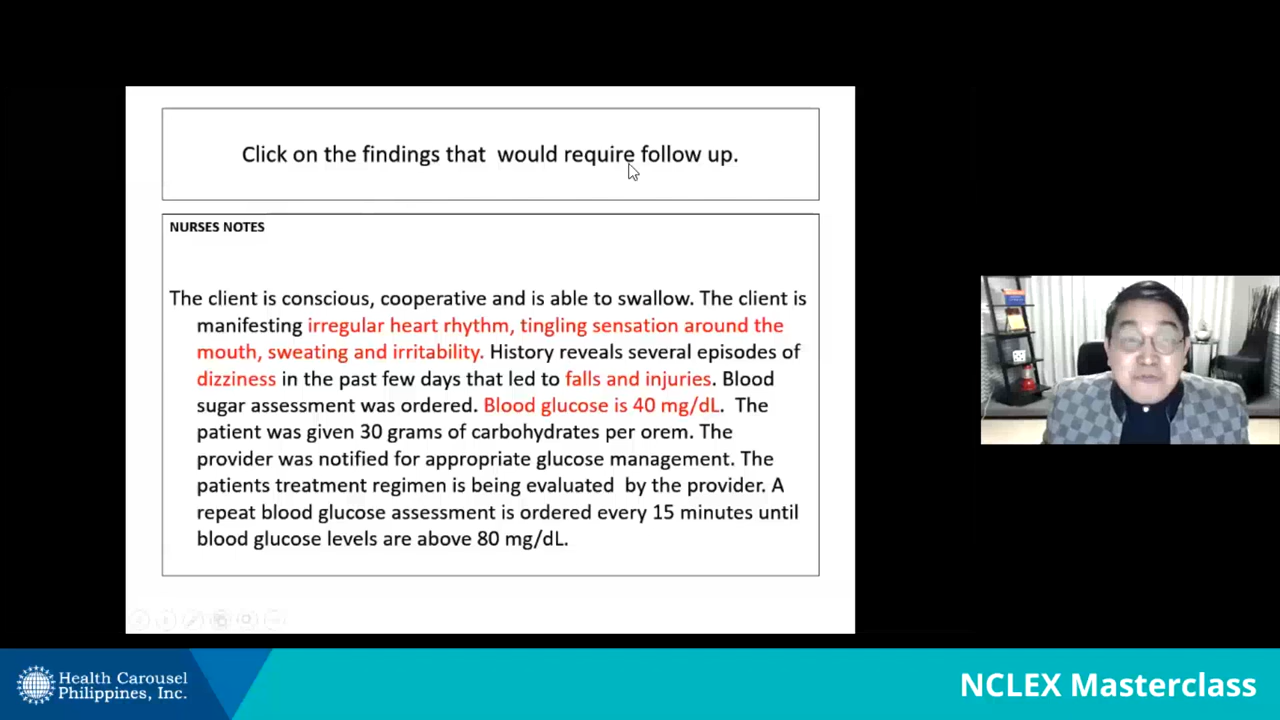 Click on the findings that would require follow up.
NURSES NOTES
The client is conscious, cooperative and is able to swallow. The client is
manifesting irregular heart rhythm, tingling sensation around the
mouth, sweating and irritability. History reveals several episodes of
dizziness in the past few days that led to falls and injuries. Blood
sugar assessment was ordered. Blood glucose is 40 mg/dL. The
patient was given 30 grams of carbohydrates per orem. The
provider was notified for appropriate glucose management. The
patients treatment regimen is being evaluated by the provider. A
repeat blood glucose assessment is ordered every 15 minutes until
blood glucose levels are above 80 mg/dL.
Health Carousel
Philippines, Inc.
NCLEX Masterclass